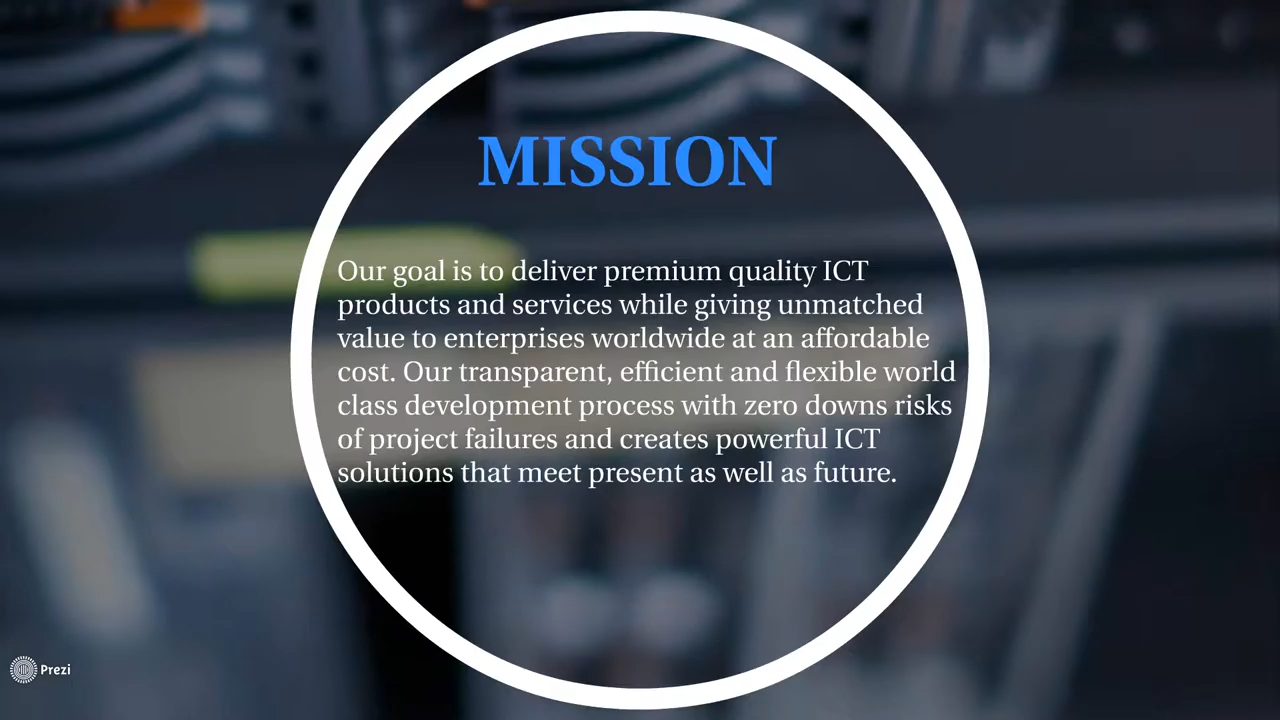 MISSION
Our goal is to deliver premium quality ICT
products and services while giving unmatched
value to enterprises worldwide at an affordable
cost. Our transparent, efficient and flexible world
class development process with zero downs risks
of project failures and creates powerful ICT
solutions that meet present as well as future.
Prezi